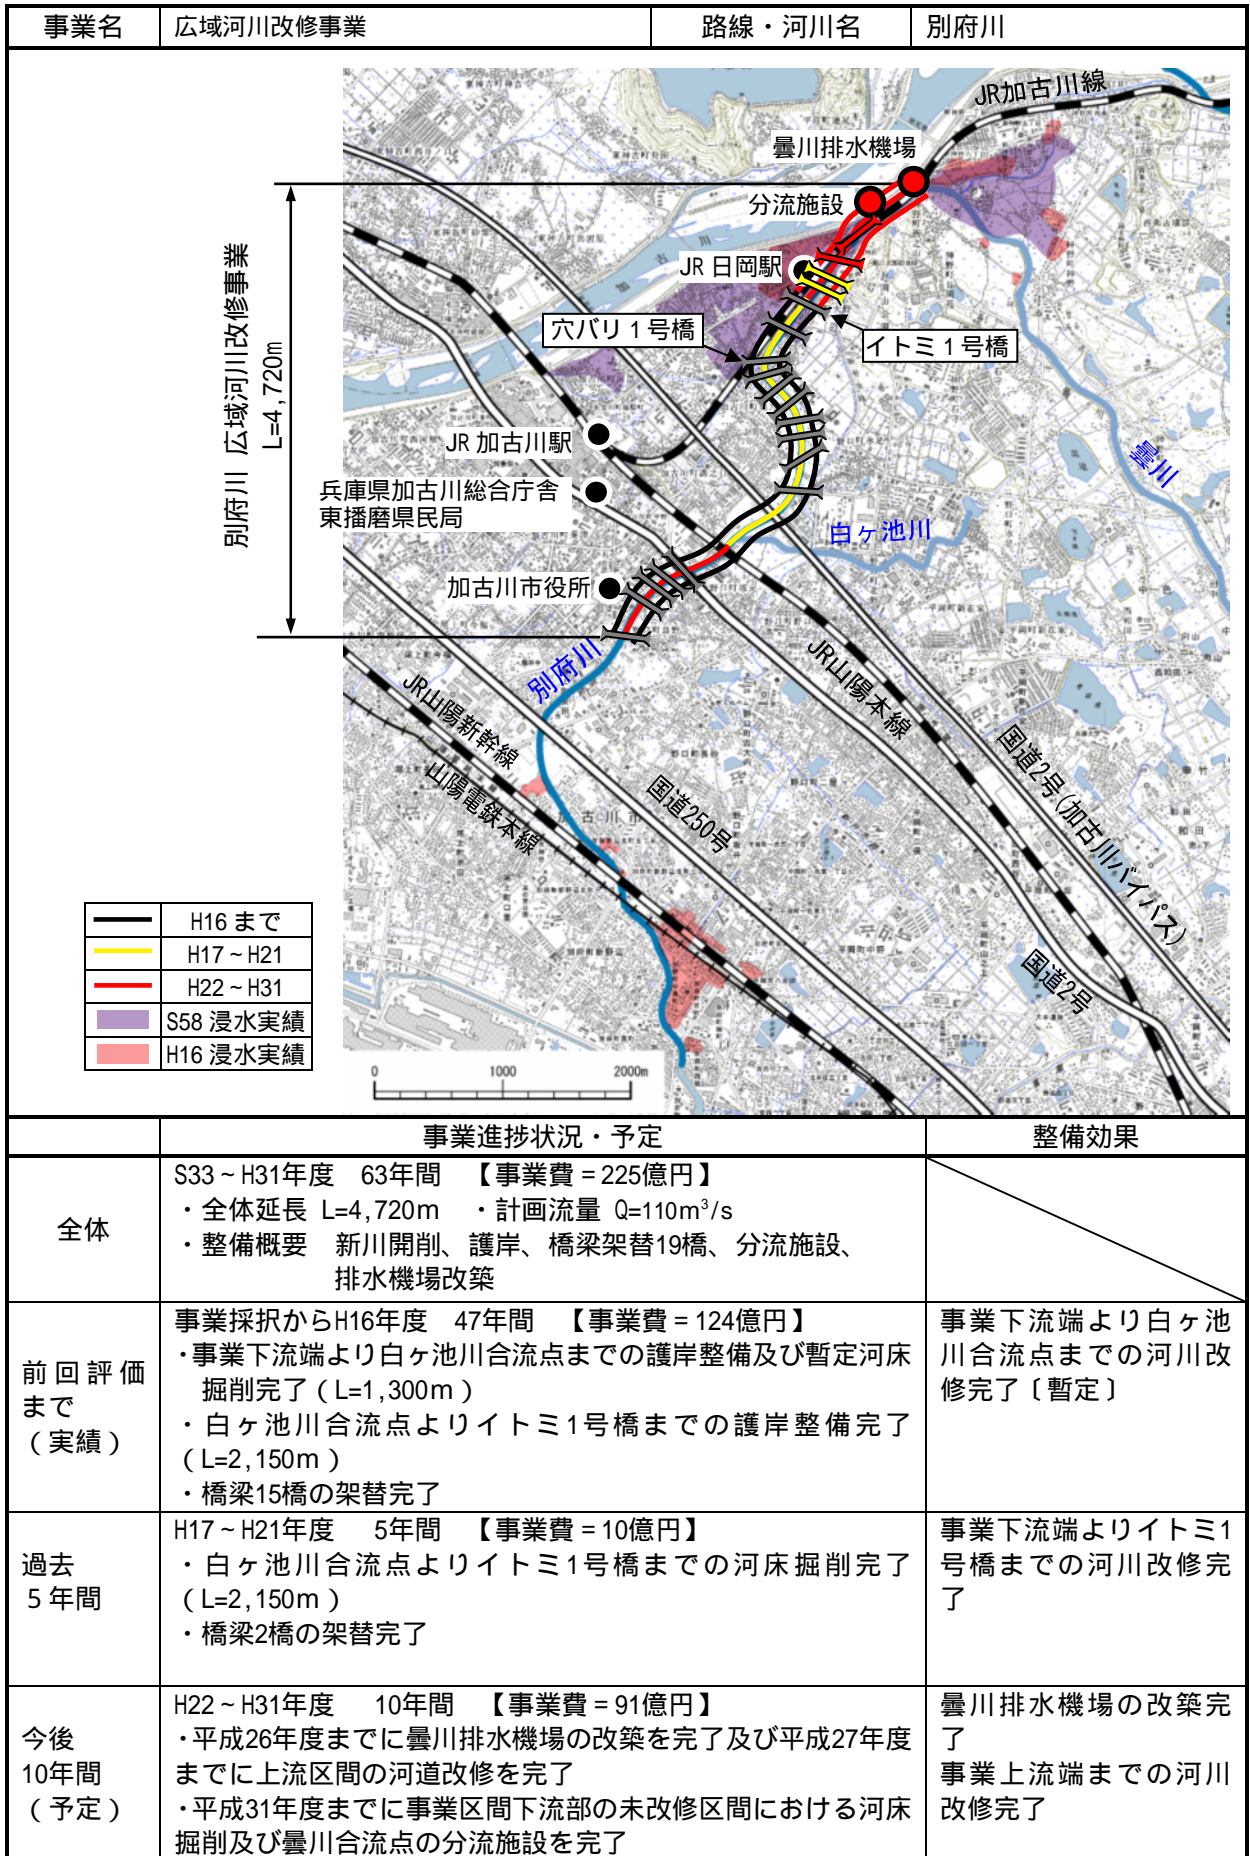 事業名 広域河川改修事業 路線・河川名 別府川
JR加古川線
曇川排水機場
分流施設
JR 日岡駅
穴バリ1号橋
イトミ1号橋
別府川 広域河川改修事業
L=4,720m
JR 加古川駅
曇川
兵庫県加古川総合庁舎
東播磨県民局
白ヶ池川
加古川市役所
別府川
JR山陽本線
JR山陽新幹線
山陽電鉄本線
国道250号
国道2号(加古川バイパス)
国道2号
加古川市
H16 まで
H17~H21
H22~H31
S58 浸水実績
H16 浸水実績
0 1000 2000m
事業進捗状況・予定 整備効果
全体
S33~H31年度 63年間 【事業費=225億円】
・全体延長 L=4,720m ・計画流量 Q=110m³/s
・整備概要 新川開削、護岸、橋梁架替19橋、分流施設、
排水機場改築
前回評価
まで
(実績)
事業採択からH16年度 47年間 【事業費=124億円】
・事業下流端より白ヶ池川合流点までの護岸整備及び暫定河床
掘削完了(L=1,300m)
・白ヶ池川合流点よりイトミ1号橋までの護岸整備完了
(L=2,150m)
・橋梁15橋の架替完了
事業下流端より白ヶ池
川合流点までの河川改
修完了〔暫定〕
過去
5年間
H17~H21年度 5年間 【事業費=10億円】
・白ヶ池川合流点よりイトミ1号橋までの河床掘削完了
(L=2,150m)
・橋梁2橋の架替完了
事業下流端よりイトミ1
号橋までの河川改修完
了
今後
10年間
(予定)
H22~H31年度 10年間 【事業費=91億円】
・平成26年度までに曇川排水機場の改築を完了及び平成27年度
までに上流区間の河道改修を完了
・平成31年度までに事業区間下流部の未改修区間における河床
掘削及び曇川合流点の分流施設を完了
曇川排水機場の改築完
了
事業上流端までの河川
改修完了